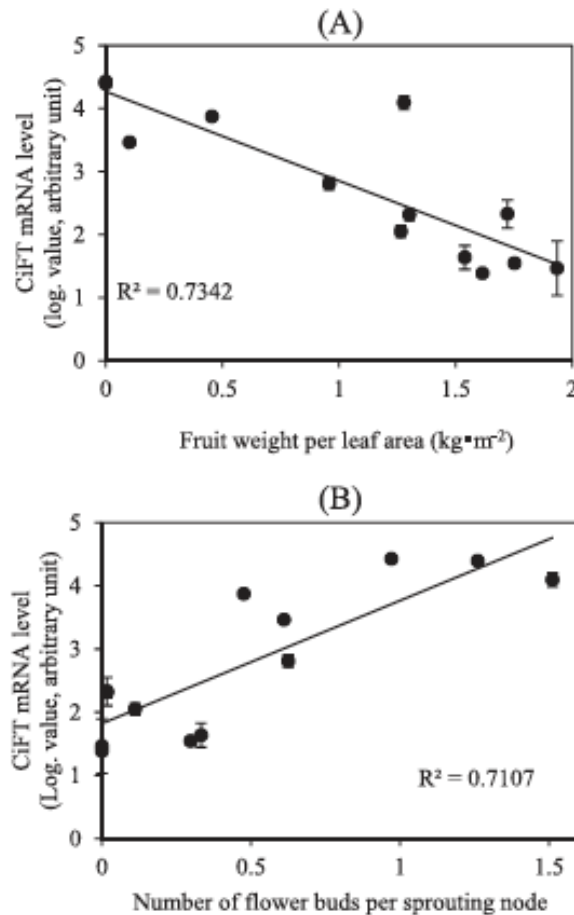 (A)
5
4
3
2
1
0
CiFT mRNA level
(log. value, arbitrary unit)
R² = 0.7342
0
0.5
1
1.5
2
Fruit weight per leaf area (kg▪m⁻²)
(B)
5
4
3
2
1
0
CiFT mRNA level
(Log. value, arbitrary unit)
R² = 0.7107
0
0.5
1
1.5
Number of flower buds per sprouting node